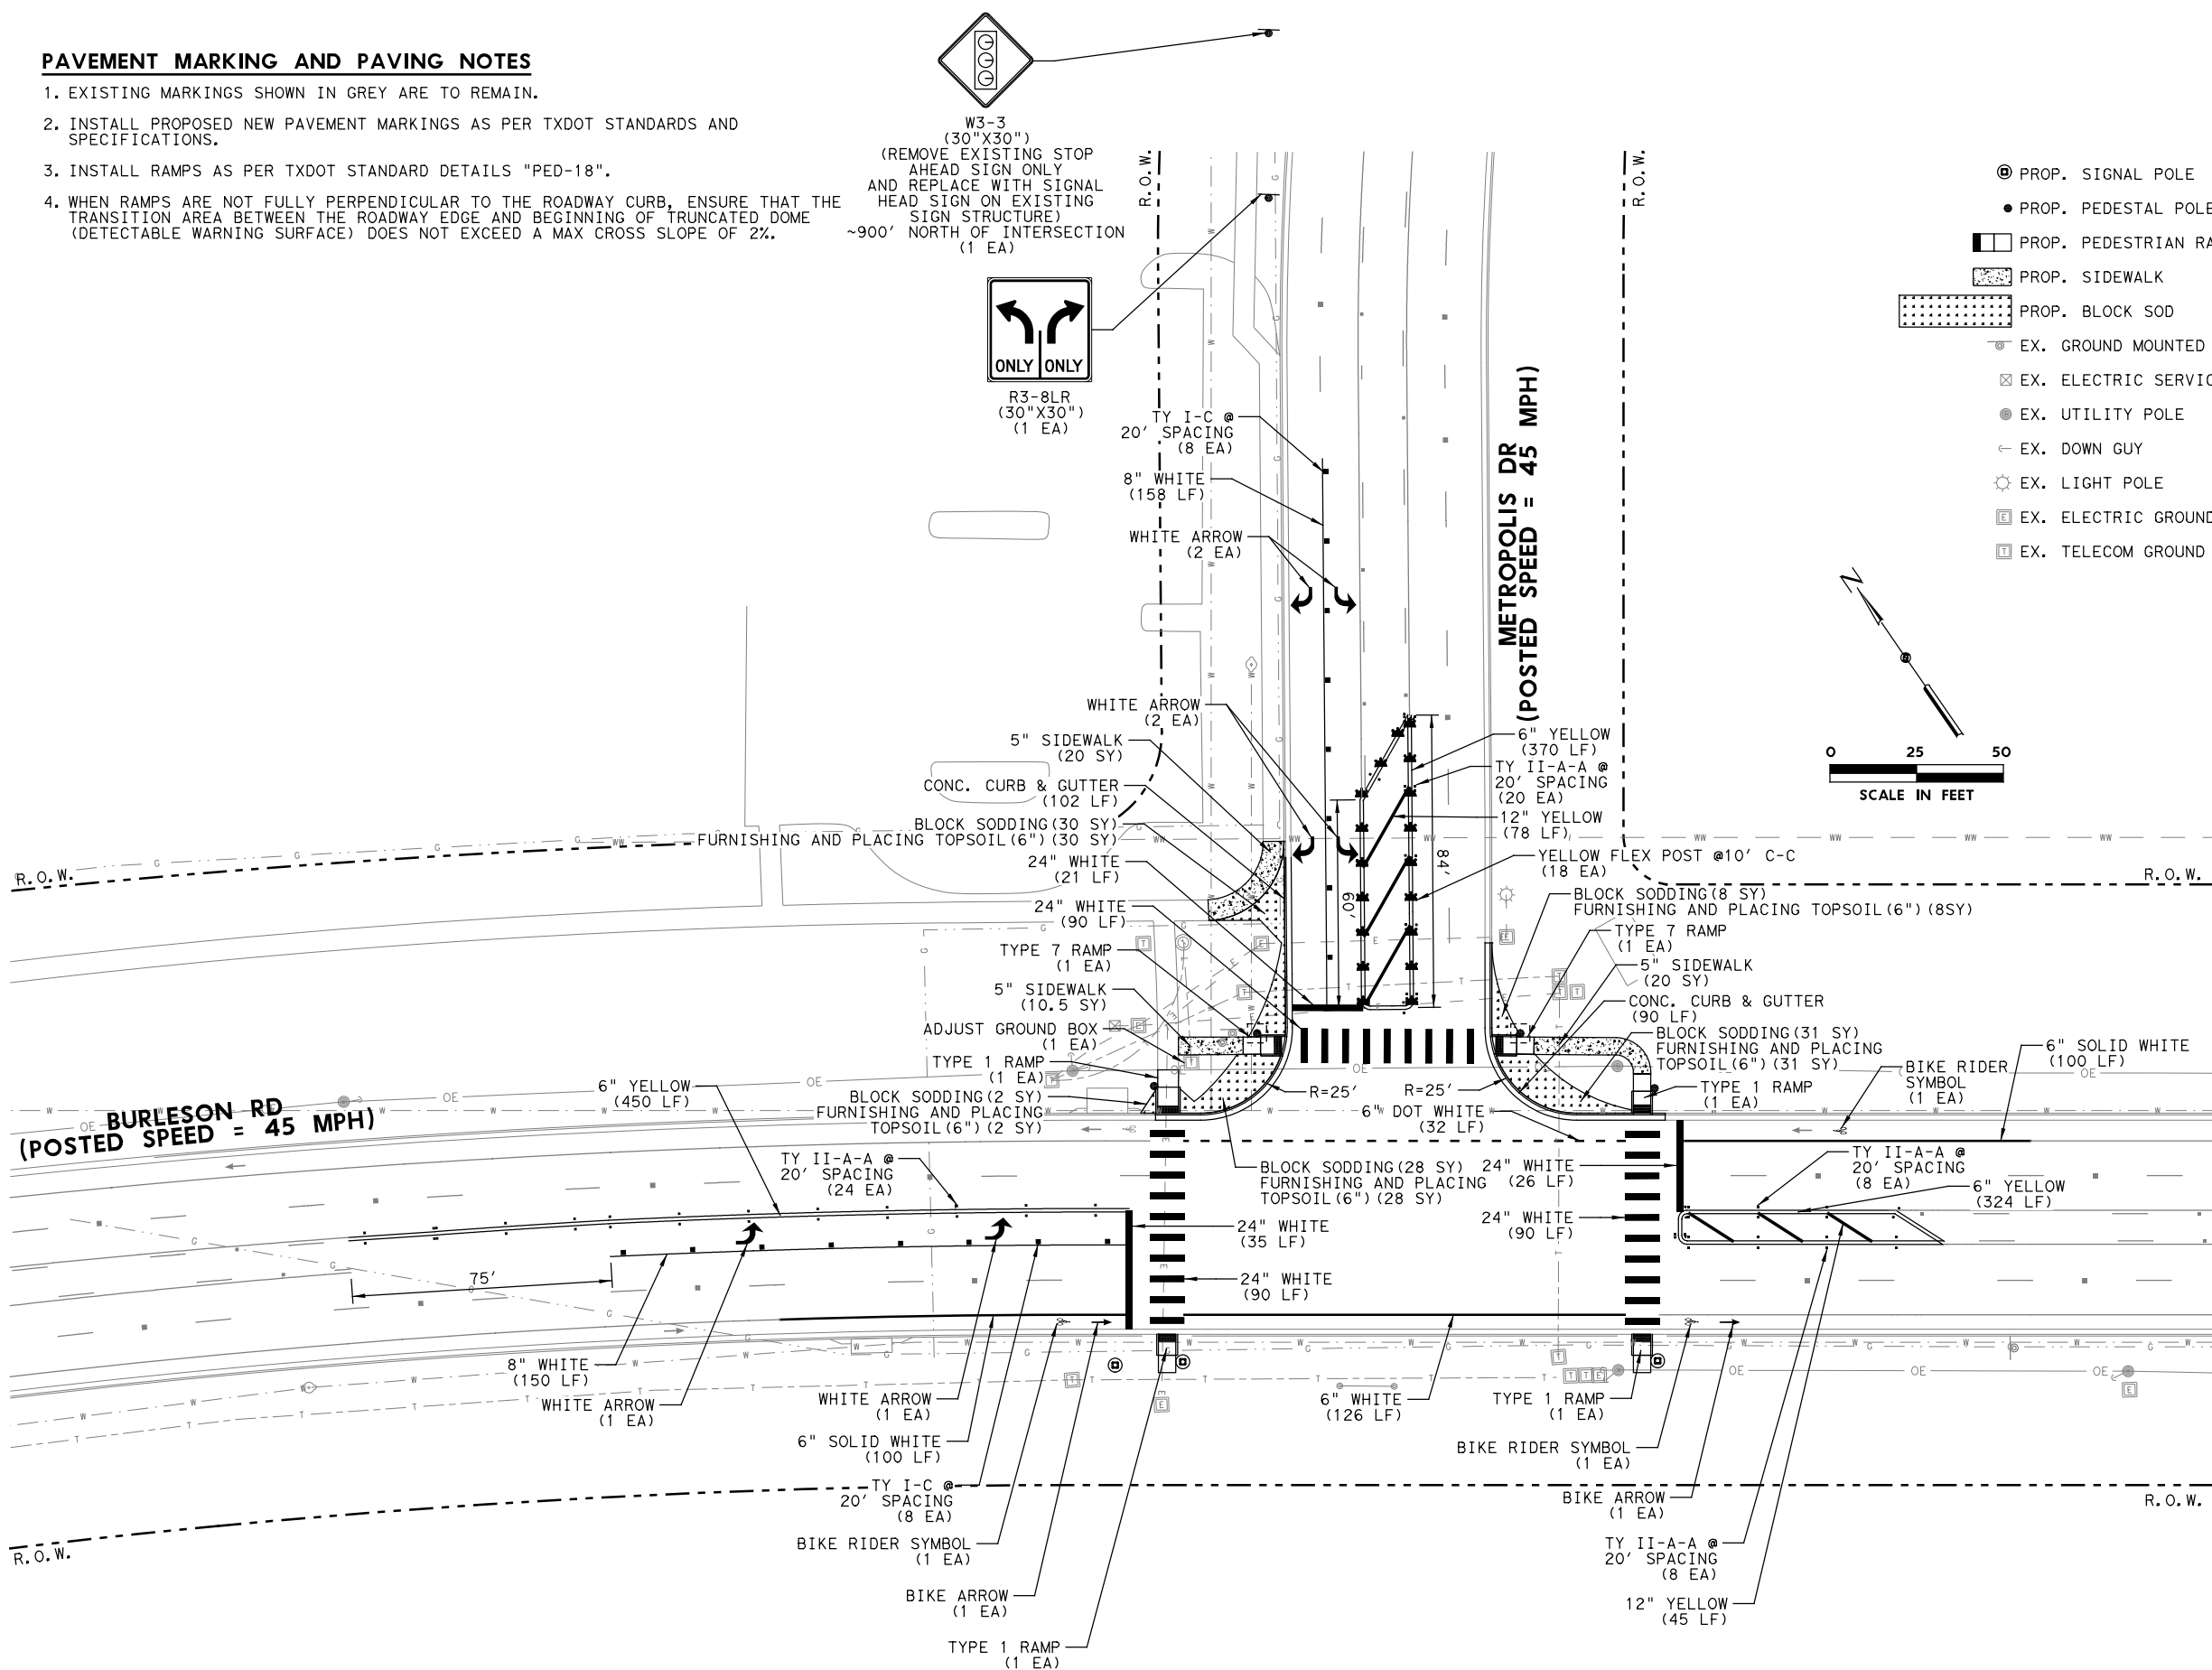 PAVEMENT MARKING AND PAVING NOTES
1. EXISTING MARKINGS SHOWN IN GREY ARE TO REMAIN.
2. INSTALL PROPOSED NEW PAVEMENT MARKINGS AS PER TXDOT STANDARDS AND
SPECIFICATIONS.
3. INSTALL RAMPS AS PER TXDOT STANDARD DETAILS "PED-18".
4. WHEN RAMPS ARE NOT FULLY PERPENDICULAR TO THE ROADWAY CURB, ENSURE THAT THE
TRANSITION AREA BETWEEN THE ROADWAY EDGE AND BEGINNING OF TRUNCATED DOME
(DETECTABLE WARNING SURFACE) DOES NOT EXCEED A MAX CROSS SLOPE OF 2%.
W3-3
(30"X30")
(REMOVE EXISTING STOP
AHEAD SIGN ONLY
AND REPLACE WITH SIGNAL
HEAD SIGN ON EXISTING
SIGN STRUCTURE)
~900' NORTH OF INTERSECTION
(1 EA)
ONLY ONLY
R3-8LR
(30"X30")
(1 EA)
R.O.W.
R.O.W.
PROP. SIGNAL POLE
PROP. PEDESTAL POLE
PROP. PEDESTRIAN RA
PROP. SIDEWALK
PROP. BLOCK SOD
EX. GROUND MOUNTED
EX. ELECTRIC SERVIC
EX. UTILITY POLE
EX. DOWN GUY
EX. LIGHT POLE
EX. ELECTRIC GROUND
EX. TELECOM GROUND
N
0 25 50
SCALE IN FEET
METROPOLIS DR
(POSTED SPEED = 45 MPH)
TY I-C @
20' SPACING
(8 EA)
8" WHITE
(158 LF)
WHITE ARROW
(2 EA)
WHITE ARROW
(2 EA)
5" SIDEWALK
(20 SY)
CONC. CURB & GUTTER
(102 LF)
BLOCK SODDING(30 SY)
FURNISHING AND PLACING TOPSOIL(6")(30 SY)
24" WHITE
(21 LF)
24" WHITE
(90 LF)
TYPE 7 RAMP
(1 EA)
5" SIDEWALK
(10.5 SY)
ADJUST GROUND BOX
(1 EA)
TYPE 1 RAMP
(1 EA)
BLOCK SODDING(2 SY)
FURNISHING AND PLACING
TOPSOIL(6")(2 SY)
6" YELLOW
(370 LF)
TY II-A-A @
20' SPACING
(20 EA)
12" YELLOW
(78 LF)
YELLOW FLEX POST @10' C-C
(18 EA)
84'
60'
BLOCK SODDING(8 SY)
FURNISHING AND PLACING TOPSOIL(6")(8SY)
TYPE 7 RAMP
(1 EA)
5" SIDEWALK
(20 SY)
CONC. CURB & GUTTER
(90 LF)
BLOCK SODDING(31 SY)
FURNISHING AND PLACING
TOPSOIL(6")(31 SY)
TYPE 1 RAMP
(1 EA)
BIKE RIDER
SYMBOL
(1 EA)
6" SOLID WHITE
(100 LF)
R.O.W.
R.O.W.
BURLESON RD
(POSTED SPEED = 45 MPH)
6" YELLOW
(450 LF)
R=25'
R=25'
6" DOT WHITE
(32 LF)
TY II-A-A @
20' SPACING
(24 EA)
BLOCK SODDING(28 SY)
FURNISHING AND PLACING
TOPSOIL(6")(28 SY)
24" WHITE
(26 LF)
TY II-A-A @
20' SPACING
(8 EA)
6" YELLOW
(324 LF)
24" WHITE
(35 LF)
24" WHITE
(90 LF)
24" WHITE
(90 LF)
75'
8" WHITE
(150 LF)
WHITE ARROW
(1 EA)
WHITE ARROW
(1 EA)
6" SOLID WHITE
(100 LF)
TY I-C @
20' SPACING
(8 EA)
BIKE RIDER SYMBOL
(1 EA)
BIKE ARROW
(1 EA)
TYPE 1 RAMP
(1 EA)
6" WHITE
(126 LF)
TYPE 1 RAMP
(1 EA)
BIKE RIDER SYMBOL
(1 EA)
BIKE ARROW
(1 EA)
TY II-A-A @
20' SPACING
(8 EA)
12" YELLOW
(45 LF)
R.O.W.
R.O.W.